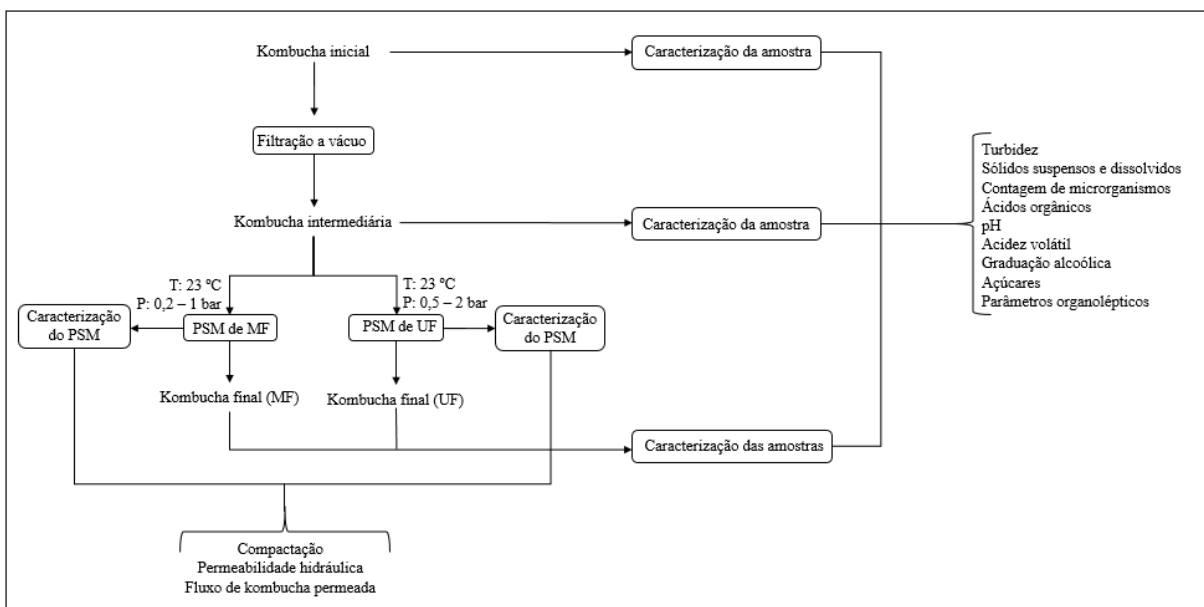 Kombucha inicial
Caracterização da amostra
Filtração a vácuo
Kombucha intermediária
Caracterização da amostra
Turbidez
Sólidos suspensos e dissolvidos
Contagem de microrganismos
Ácidos orgânicos
pH
Acidez volátil
Graduação alcoólica
Açúcares
Parâmetros organolépticos
T: 23 ºC
P: 0,2 – 1 bar
T: 23 ºC
P: 0,5 – 2 bar
Caracterização
do PSM
PSM de MF
PSM de UF
Caracterização
do PSM
Kombucha final (MF)
Kombucha final (UF)
Caracterização das amostras
Compactação
Permeabilidade hidráulica
Fluxo de kombucha permeada